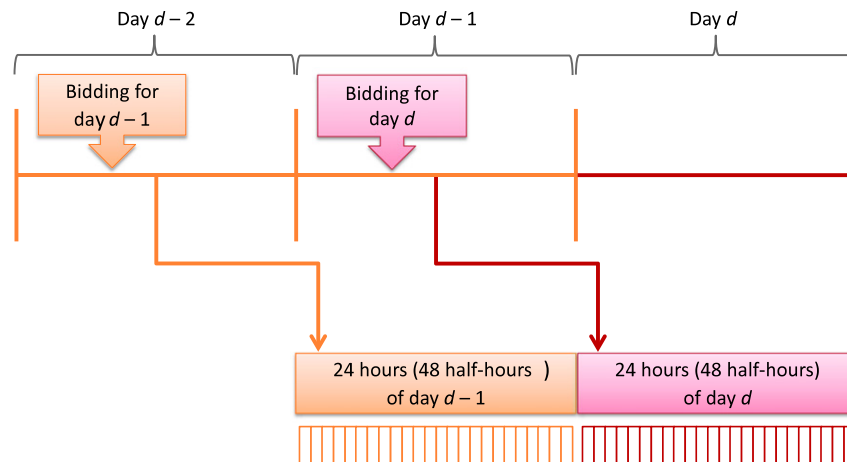 Day d – 2
Day d – 1
Day d
Bidding for
day d – 1
Bidding for
day d
24 hours (48 half-hours )
of day d – 1
24 hours (48 half-hours)
of day d